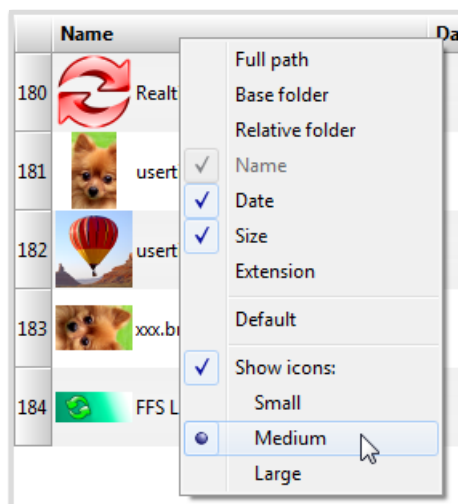 Name
Da
Full path
Base folder
Relative folder
Name
Date
Size
Extension
Default
Show icons:
Small
Medium
Large
180 Realt
181 usert
182 usert
183 xxx.br
184 FFS L